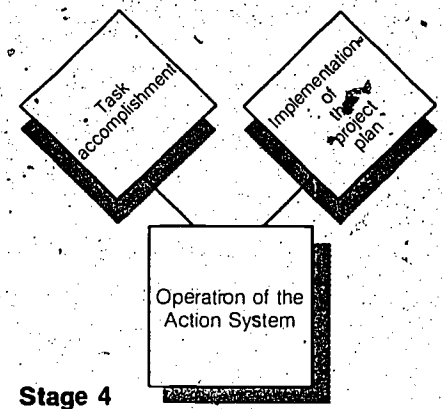 Task
accomplishment
Implementation
of
the
project
plan
Operation of the
Action System
Stage 4